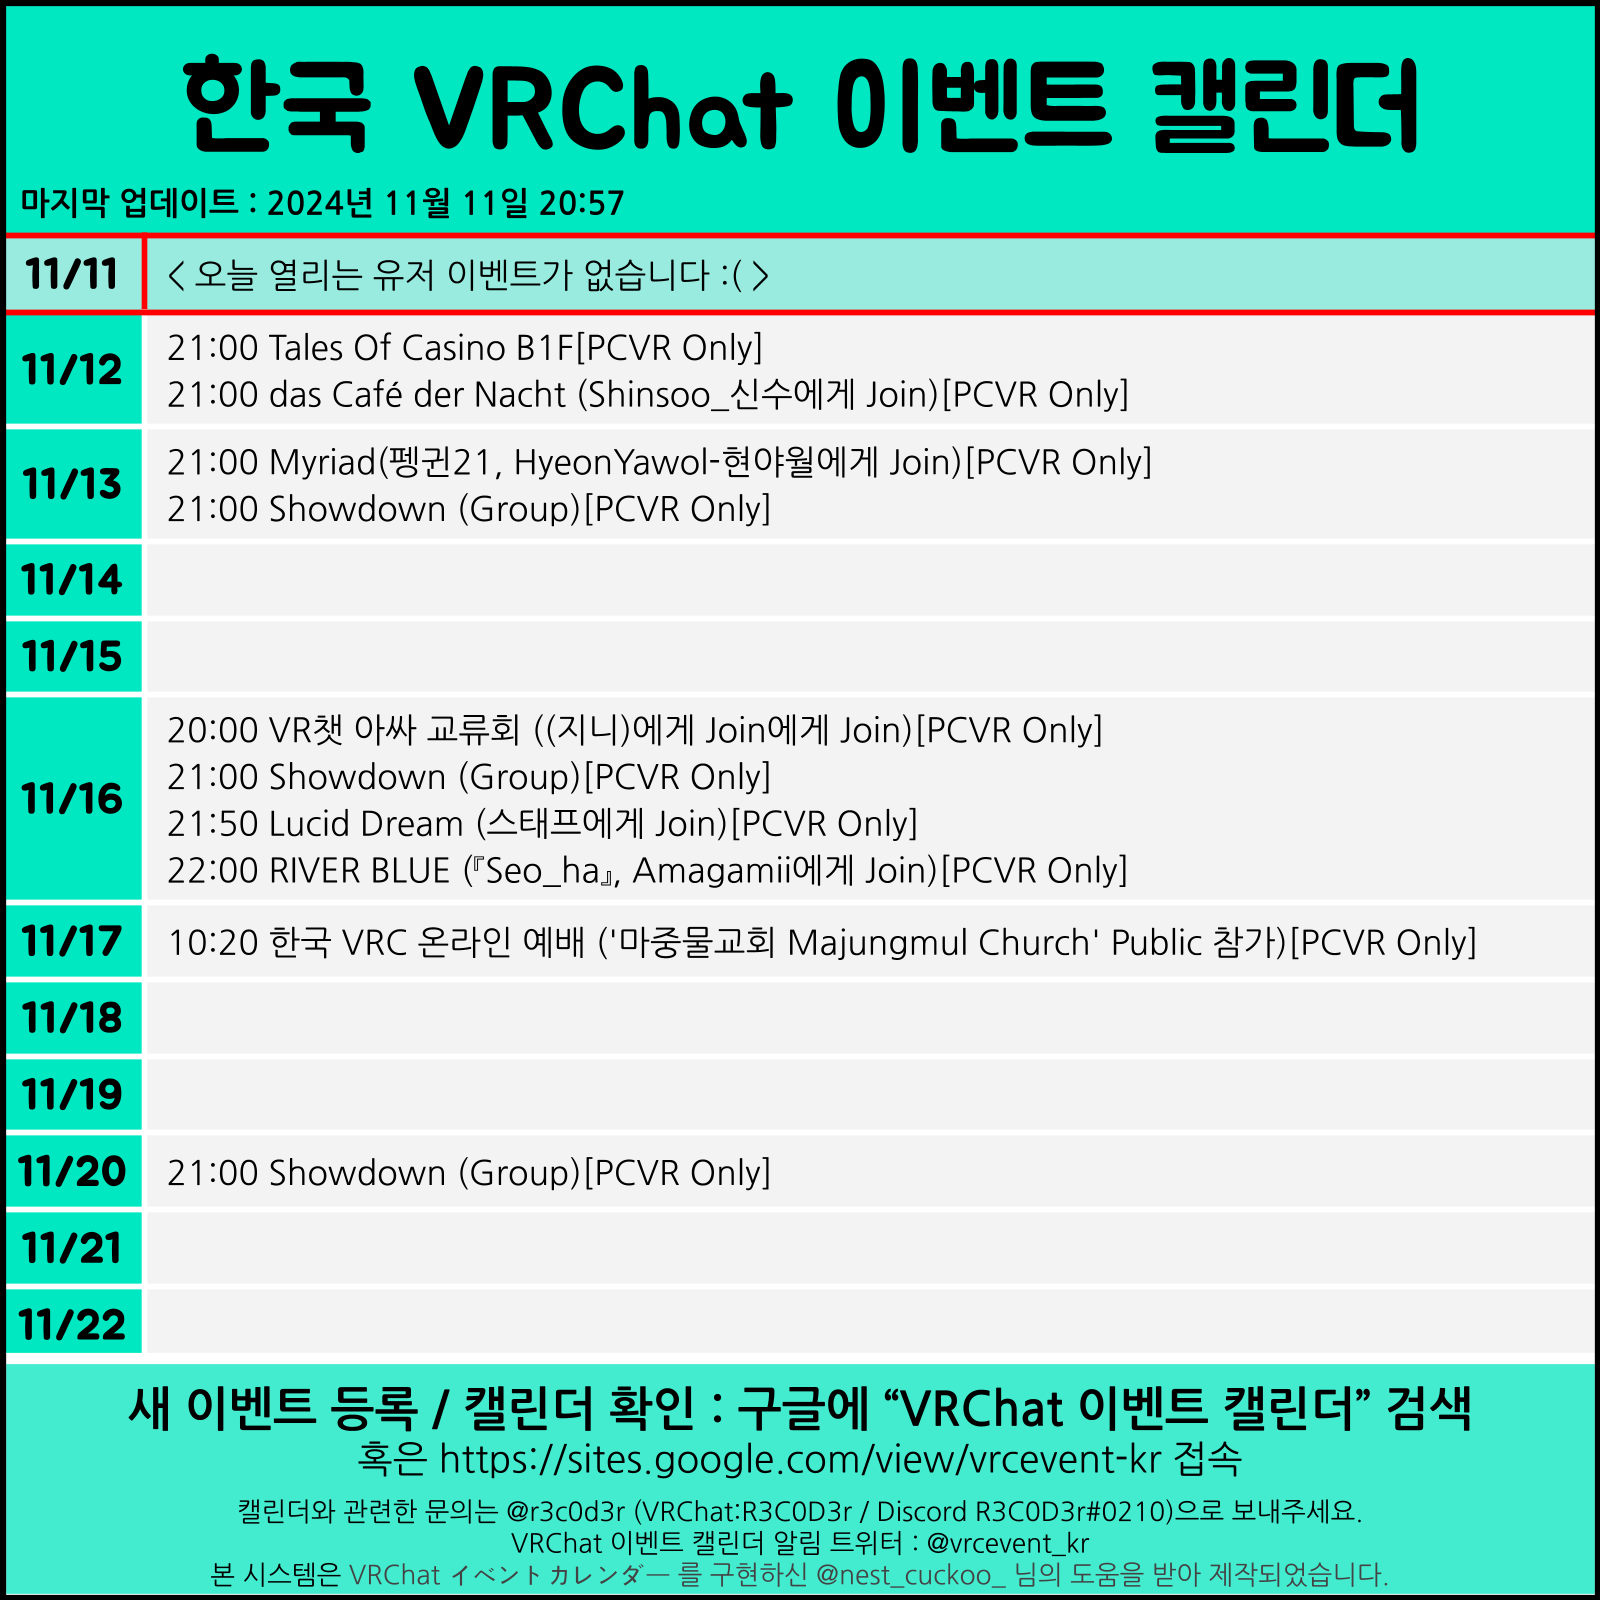 한국 VRChat 이벤트 캘린더
마지막 업데이트 : 2024년 11월 11일 20:57
11/11
< 오늘 열리는 유저 이벤트가 없습니다 :( >
11/12
21:00 Tales Of Casino B1F[PCVR Only]
21:00 das Café der Nacht (Shinsoo_신수에게 Join)[PCVR Only]
11/13
21:00 Myriad(펭귄21, HyeonYawol-현야월에게 Join)[PCVR Only]
21:00 Showdown (Group)[PCVR Only]
11/14
11/15
11/16
20:00 VR챗 아싸 교류회 ((지니)에게 Join에게 Join)[PCVR Only]
21:00 Showdown (Group)[PCVR Only]
21:50 Lucid Dream (스태프에게 Join)[PCVR Only]
22:00 RIVER BLUE (『Seo_ha』, Amagamii에게 Join)[PCVR Only]
11/17
10:20 한국 VRC 온라인 예배 ('마중물교회 Majungmul Church' Public 참가)[PCVR Only]
11/18
11/19
11/20
21:00 Showdown (Group)[PCVR Only]
11/21
11/22
새 이벤트 등록 / 캘린더 확인 : 구글에 “VRChat 이벤트 캘린더” 검색
혹은 https://sites.google.com/view/vrcevent-kr 접속
캘린더와 관련한 문의는 @r3c0d3r (VRChat:R3C0D3r / Discord R3C0D3r#0210)으로 보내주세요.
VRChat 이벤트 캘린더 알림 트위터 : @vrcevent_kr
본 시스템은 VRChat イベントカレンダー 를 구현하신 @nest_cuckoo_ 님의 도움을 받아 제작되었습니다.